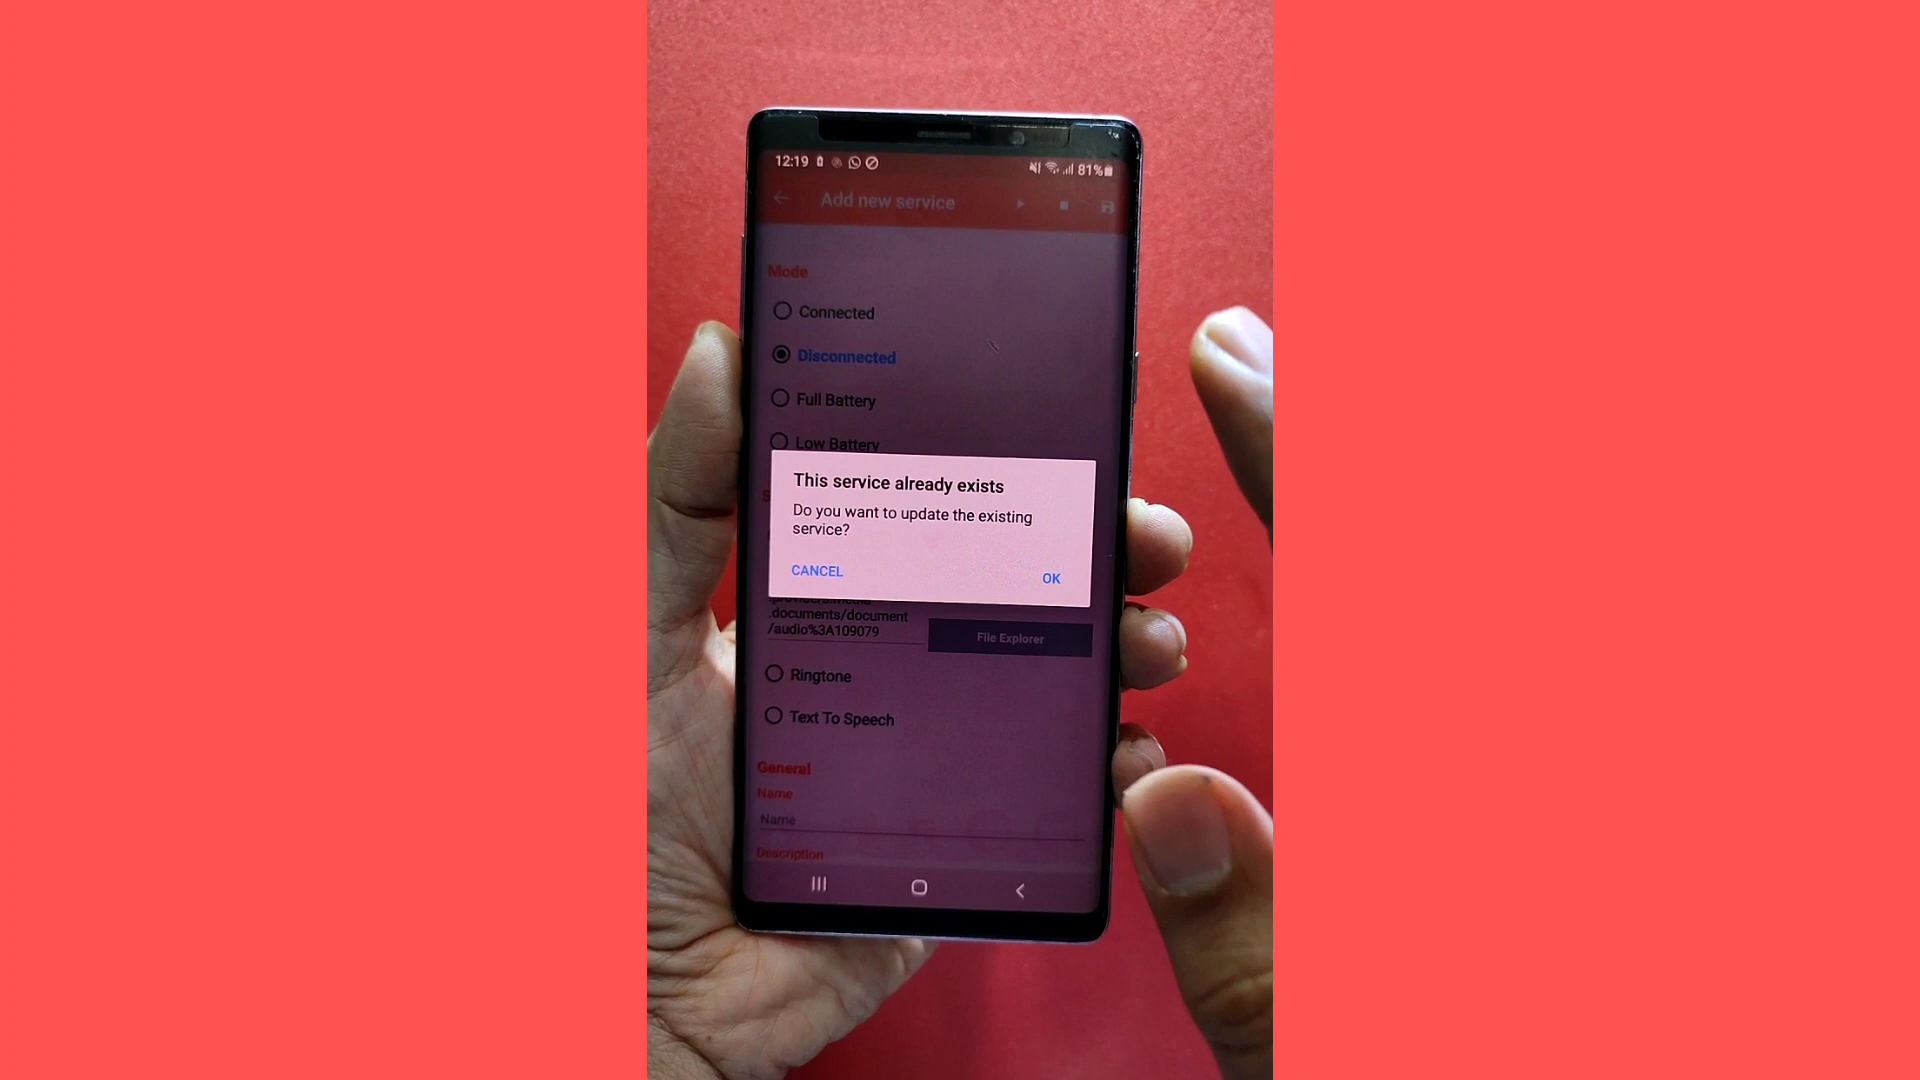 12:19
81%
Add new service
Mode
Connected
Disconnected
Full Battery
Low Battery
This service already exists
Do you want to update the existing
service?
CANCEL
OK
.documents/document
/audio%3A109079
File Explorer
Ringtone
Text To Speech
General
Name
Name
Description